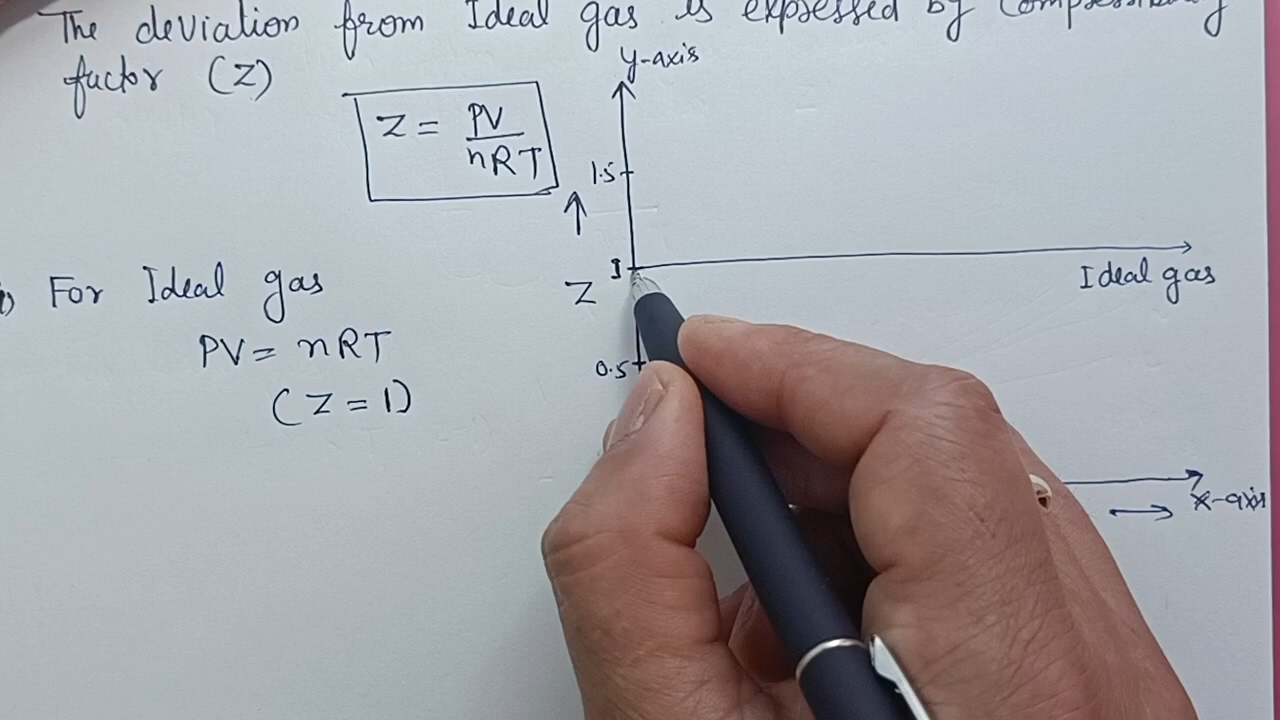 The deviation from Ideal gas is expressed by Compressibility
factor (Z)
Z = PV / nRT
y-axis
1.5
1
Z
0.5
Ideal gas
x-axis
i) For Ideal gas
PV = nRT
(Z = 1)